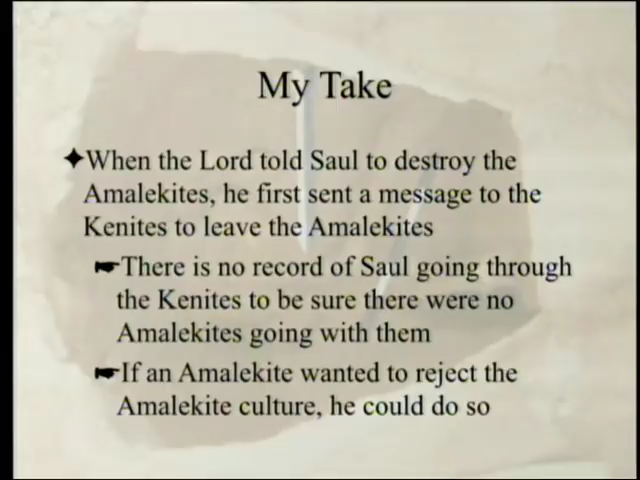 My Take
When the Lord told Saul to destroy the
Amalekites, he first sent a message to the
Kenites to leave the Amalekites
There is no record of Saul going through
the Kenites to be sure there were no
Amalekites going with them
If an Amalekite wanted to reject the
Amalekite culture, he could do so